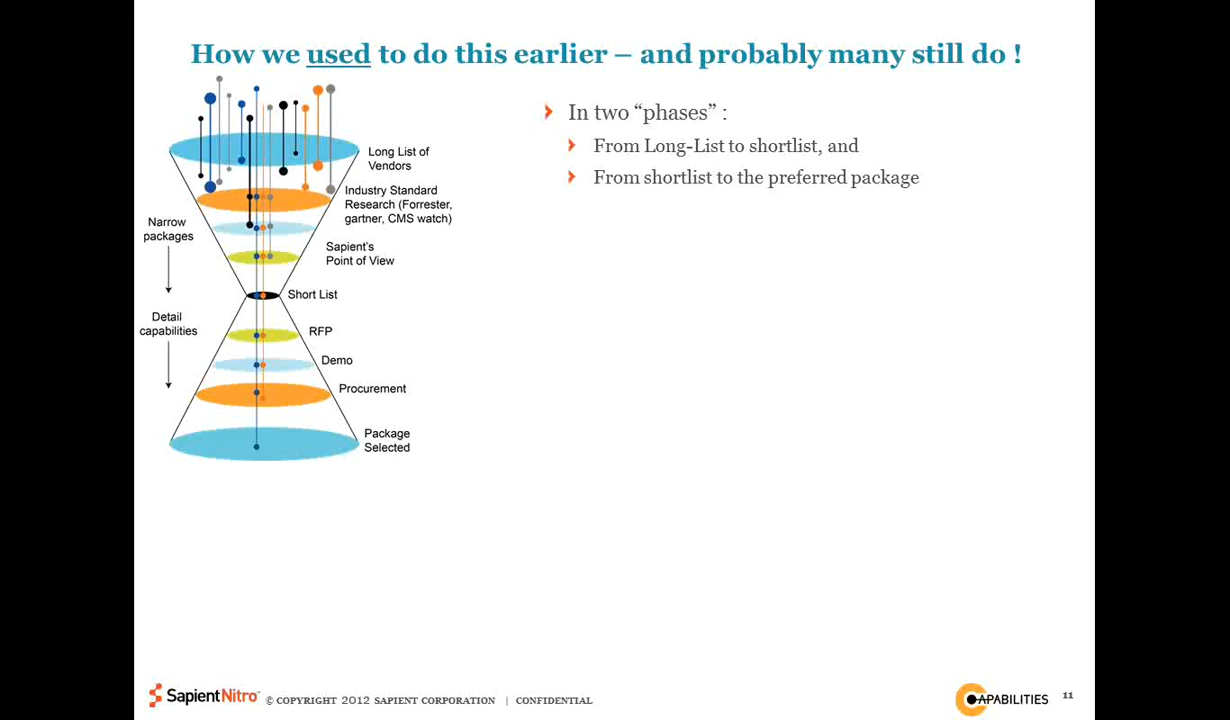 How we used to do this earlier – and probably many still do !
Long List of
Vendors
Industry Standard
Research (Forrester,
gartner, CMS watch)
Narrow
packages
Sapient's
Point of View
Short List
Detail
capabilities
RFP
Demo
Procurement
Package
Selected
In two “phases” :
From Long-List to shortlist, and
From shortlist to the preferred package
SapientNitro
© COPYRIGHT 2012 SAPIENT CORPORATION | CONFIDENTIAL
CAPABILITIES
11